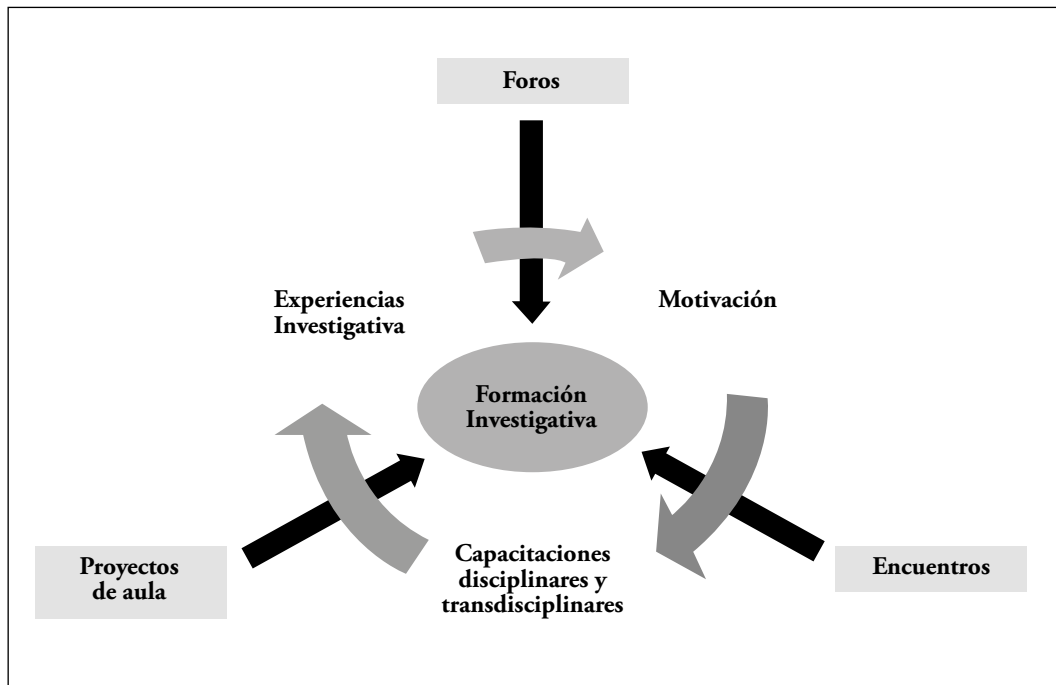 Foros
Experiencias
Investigativa
Motivación
Formación
Investigativa
Proyectos
de aula
Capacitaciones
disciplinares y
transdisciplinares
Encuentros